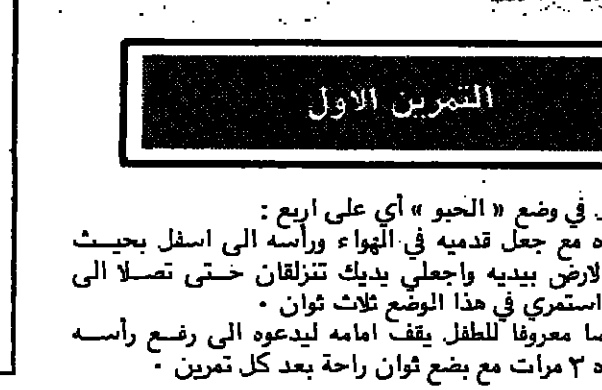 التمرين الاول
في وضع « الحبو » أي على اربع :
مع جعل قدميه في الهواء ورأسه الى اسفل بحيث
الارض بيديه واجعلي يديك تنزلقان حتى تصلا الى
استمري في هذا الوضع ثلاث ثوان .
معروفا للطفل يقف امامه ليدعوه الى رفع رأسه
٣ مرات مع بضع ثوان راحة بعد كل تمرين .